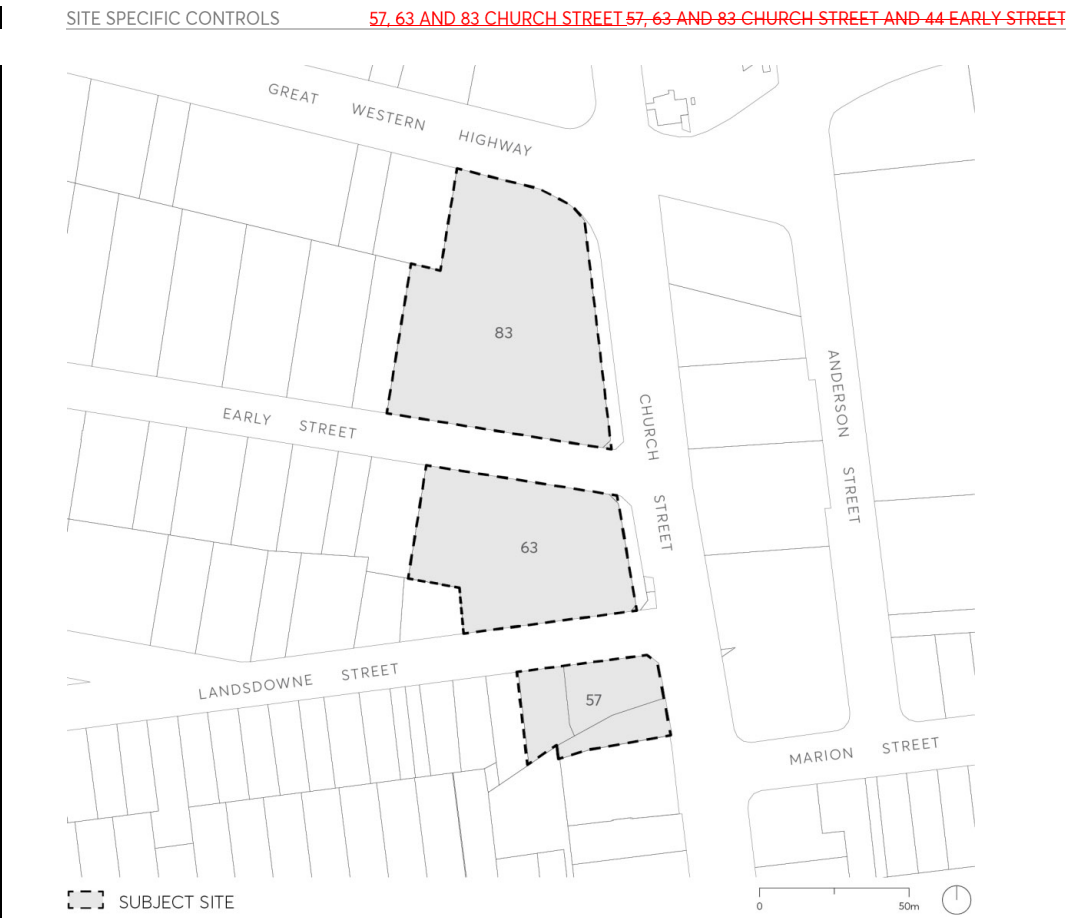 SITE SPECIFIC CONTROLS 57, 63 AND 83 CHURCH STREET 57, 63 AND 83 CHURCH STREET AND 44 EARLY STREET
GREAT WESTERN HIGHWAY
83
ANDERSON STREET
CHURCH STREET
EARLY STREET
63
LANDSDOWNE STREET
57
MARION STREET
SUBJECT SITE
0 50m